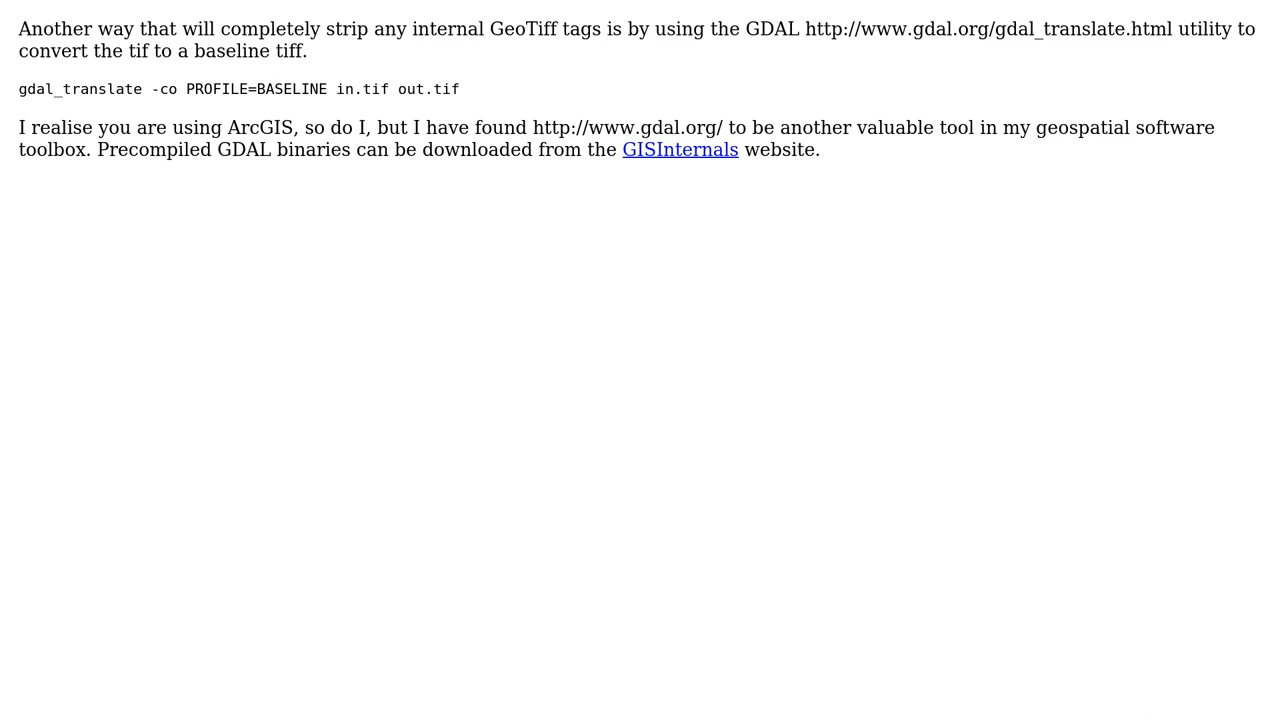 Another way that will completely strip any internal GeoTiff tags is by using the GDAL http://www.gdal.org/gdal_translate.html utility to
convert the tif to a baseline tiff.
gdal_translate -co PROFILE=BASELINE in.tif out.tif
I realise you are using ArcGIS, so do I, but I have found http://www.gdal.org/ to be another valuable tool in my geospatial software
toolbox. Precompiled GDAL binaries can be downloaded from the GISInternals website.